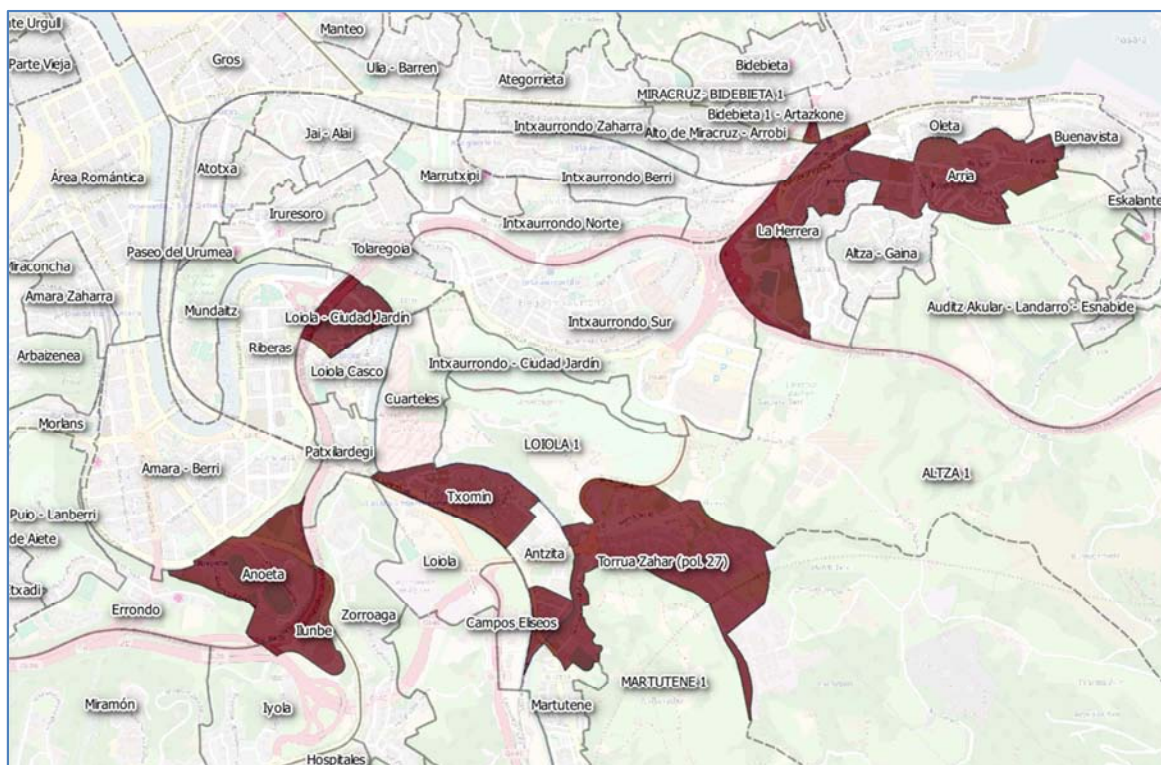 Manteo
nte Urgull
Gros
Parte Vieja
Ulia - Barren
Bidebieta
Ategorrieta
MIRACRUZ- BIDEBIETA 1
Bidebieta 1 - Artazkone
Intxaurrondo Zaharra
Oleta
Jai - Alai
Alto de Miracruz - Arrobi
Buenavista
Atotxa
Área Romántica
Marrutxipi
Intxaurrondo Berri
Arria
Eskalante
Iruresoro
Intxaurrondo Norte
La Herrera
Paseo del Urumea
Tolaregoia
Altza - Gaina
Miraconcha
Amara Zaharra
Mundaitz
Loiola - Ciudad Jardín
Intxaurrondo Sur
Auditz Akular - Landarro - Esnabide
Riberas
Arbaizenea
Loiola Casco
Intxaurrondo - Ciudad Jardín
Cuarteles
Morlans
Patxilardegi
LOIOLA 1
Amara - Berri
ALTZA 1
Txomin
Puio - Lanberri
de Aiete
Antzita
Loiola
Torrua Zahar (pol. 27)
Anoeta
txadi
Errondo
Zorroaga
Campos Eliseos
Ilunbe
MARTUTENE 1
Miramón
Iyola
Martutene
Hospitales